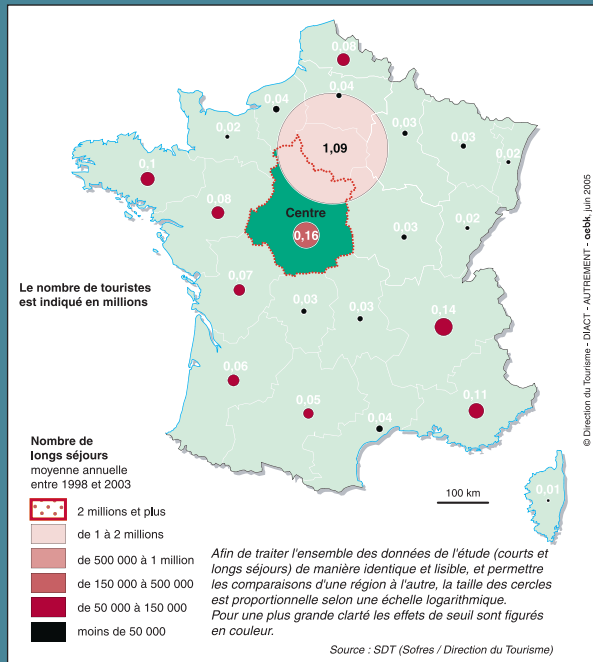 0.08
0.04
0.04
0.02
1,09
0.03
0.03
0.02
0.1
0.08
Centre
0,16
0.03
0.02
Le nombre de touristes
est indiqué en millions
0.07
0.03
0.03
0.14
0.06
0,05
0.04
0.11
0.01
100 km
Nombre de
longs séjours
moyenne annuelle
entre 1998 et 2003
2 millions et plus
de 1 à 2 millions
de 500 000 à 1 million
de 150 000 à 500 000
de 50 000 à 150 000
moins de 50 000
Afin de traiter l'ensemble des données de l'étude (courts et
longs séjours) de manière identique et lisible, et permettre
les comparaisons d'une région à l'autre, la taille des cercles
est proportionnelle selon une échelle logarithmique.
Pour une plus grande clarté les effets de seuil sont figurés
en couleur.
Source : SDT (Sofres / Direction du Tourisme)
© Direction du Tourisme - DIACT - AUTREMENT - oebk, juin 2005